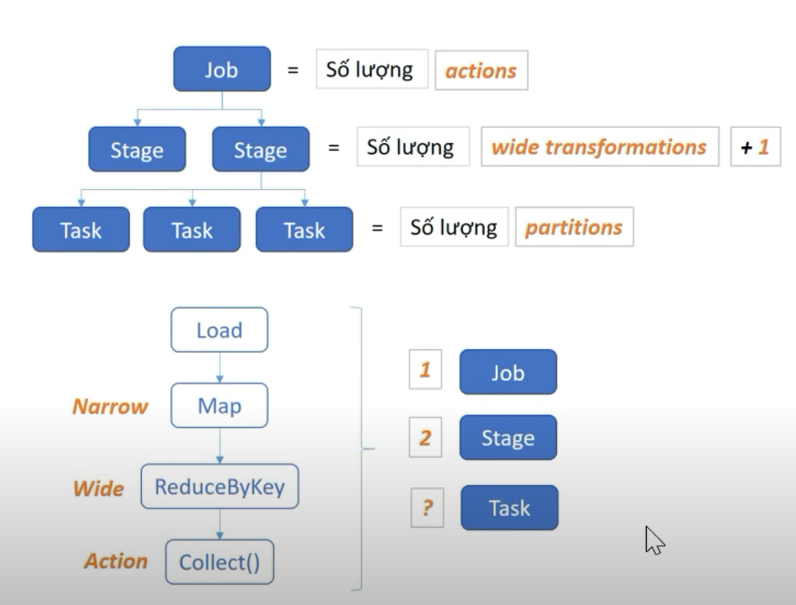 Job = Số lượng actions
Stage Stage = Số lượng wide transformations + 1
Task Task Task = Số lượng partitions
Load
Narrow Map
Wide ReduceByKey
Action Collect()
1 Job
2 Stage
? Task